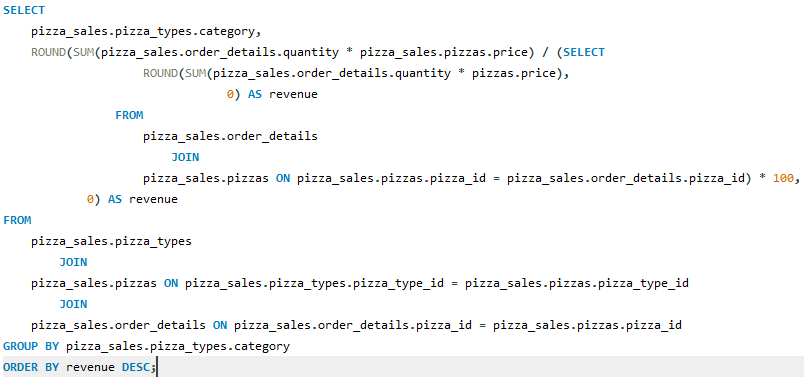 SELECT
pizza_sales.pizza_types.category,
ROUND(SUM(pizza_sales.order_details.quantity * pizza_sales.pizzas.price) / (SELECT
ROUND(SUM(pizza_sales.order_details.quantity * pizzas.price),
0) AS revenue
FROM
pizza_sales.order_details
JOIN
pizza_sales.pizzas ON pizza_sales.pizzas.pizza_id = pizza_sales.order_details.pizza_id) * 100,
0) AS revenue
FROM
pizza_sales.pizza_types
JOIN
pizza_sales.pizzas ON pizza_sales.pizza_types.pizza_type_id = pizza_sales.pizzas.pizza_type_id
JOIN
pizza_sales.order_details ON pizza_sales.order_details.pizza_id = pizza_sales.pizzas.pizza_id
GROUP BY pizza_sales.pizza_types.category
ORDER BY revenue DESC;